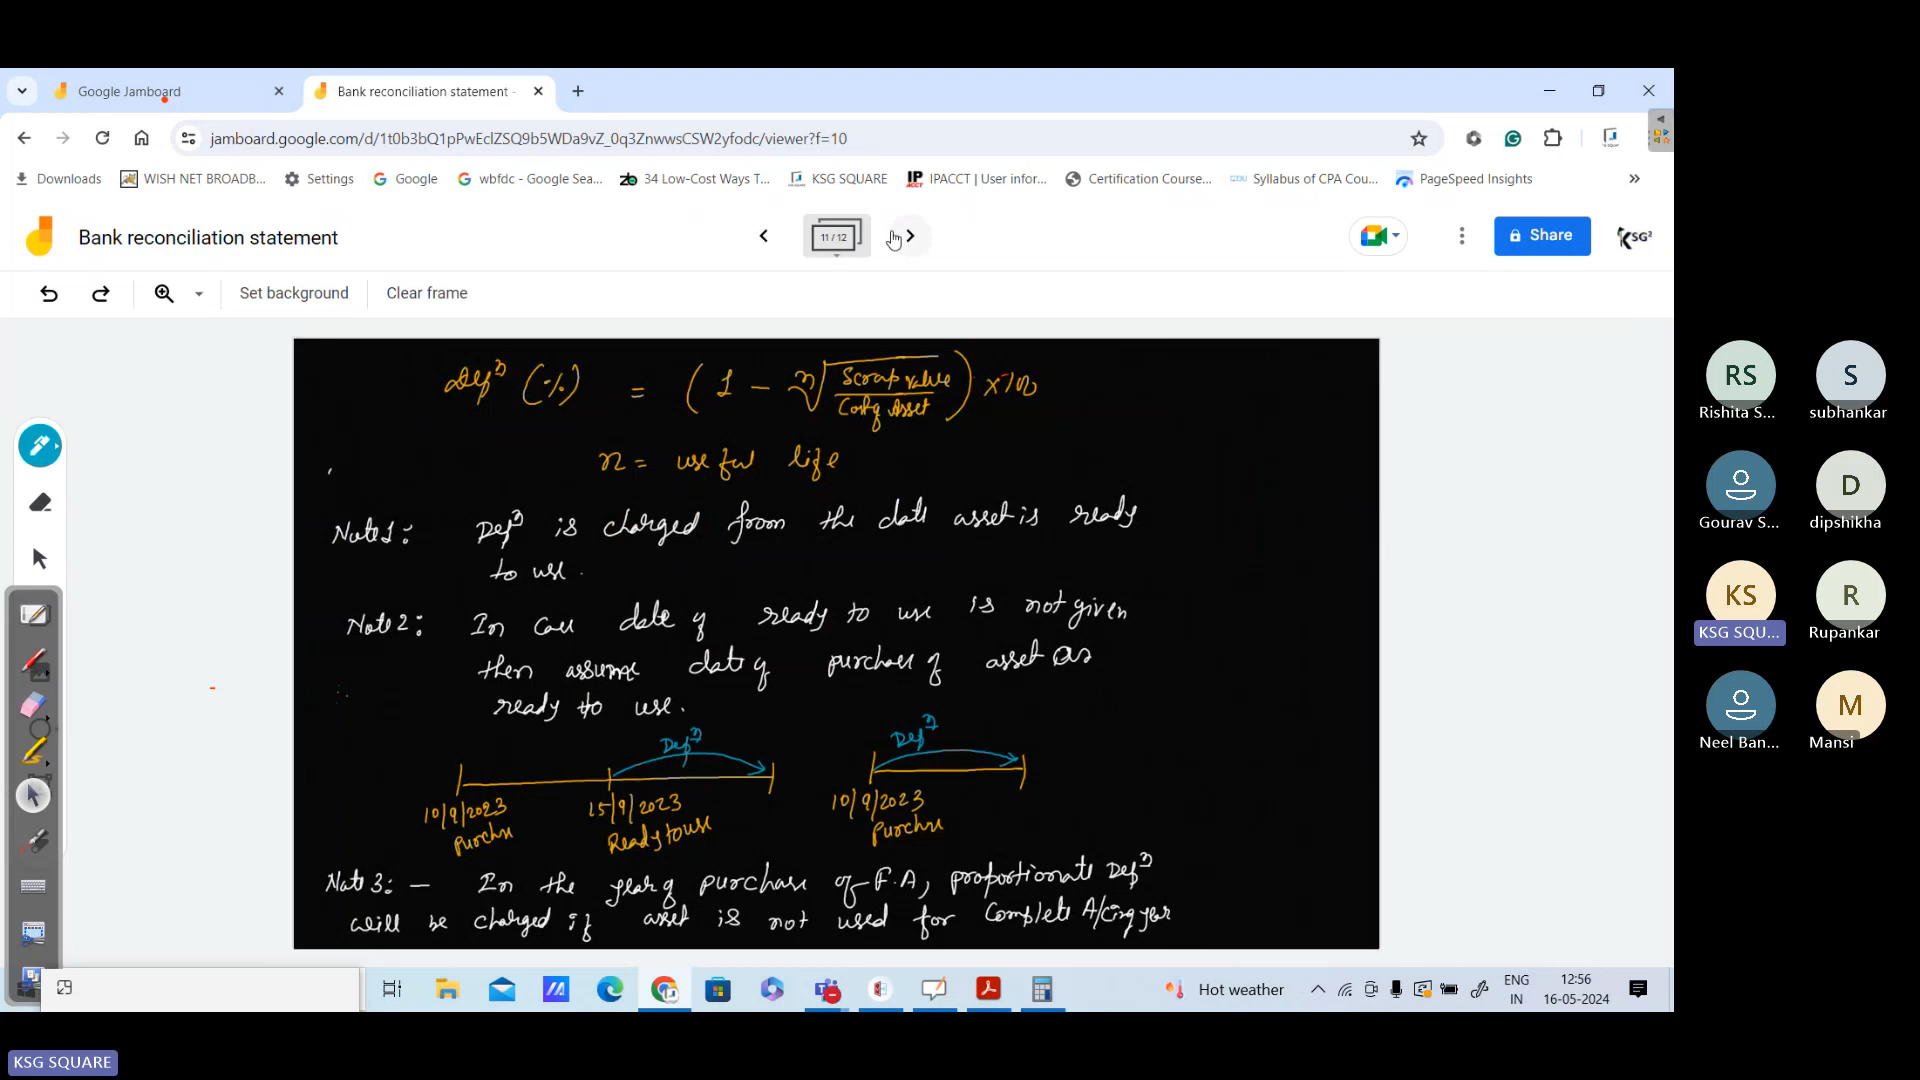 Google Jamboard
Bank reconciliation statement -
jamboard.google.com/d/1t0b3bQ1pPwEclZSQ9b5WDa9vZ_0q3ZnwwsCSW2yfodc/viewer?f=10
Downloads WISH NET BROADB... Settings Google wbfdc - Google Sea... 34 Low-Cost Ways T... KSG SQUARE IPACCT | User infor... Certification Course... Syllabus of CPA Cou... PageSpeed Insights
Bank reconciliation statement
11 / 12
Share
KSG²
Set background Clear frame
Depⁿ (%) = (1 - ⁿ√Scrap value / Cost of Asset) × 100
n = useful life
Note 1: Depⁿ is charged from the date asset is ready
to use.
Note 2: In case date of ready to use is not given
then assume date of purchase of asset as
ready to use.
Depⁿ Depⁿ
10/9/2023 15/9/2023 10/9/2023
Purchase Ready to use Purchase
Note 3: - In the year of purchase of F.A, proportionate Depⁿ
will be charged if asset is not used for Complete A/cing year
RS S
Rishita S... subhankar
D
Gourav S... dipshikha
KS R
KSG SQU... Rupankar
M
Neel Ban... Mansi
Hot weather
ENG
IN
12:56
16-05-2024
KSG SQUARE